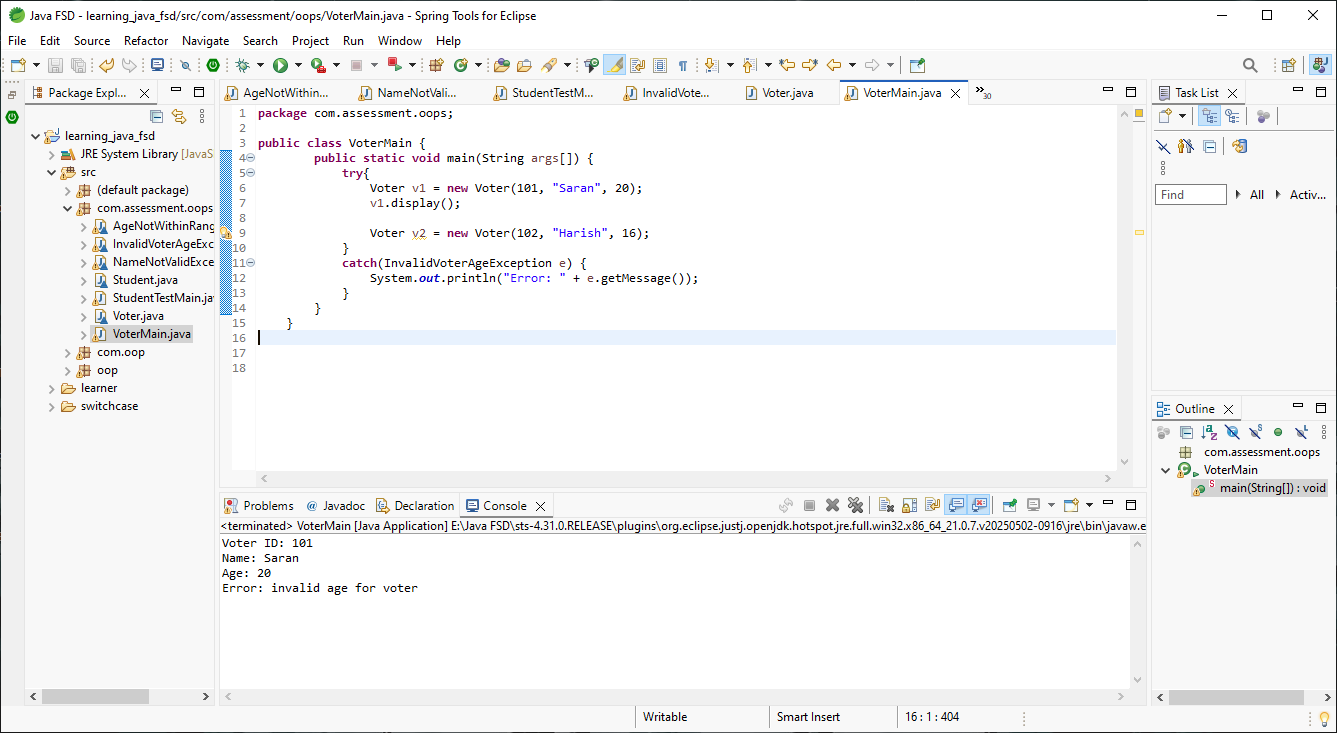 Java FSD - learning_java_fsd/src/com/assessment/oops/VoterMain.java - Spring Tools for Eclipse
File Edit Source Refactor Navigate Search Project Run Window Help
Package Expl...
AgeNotWithin... NameNotVali... StudentTestM... InvalidVote... Voter.java VoterMain.java »30
Task List
learning_java_fsd
JRE System Library [JavaS
src
(default package)
com.assessment.oops
AgeNotWithinRang
InvalidVoterAgeExc
NameNotValidExce
Student.java
StudentTestMain.ja
Voter.java
VoterMain.java
com.oop
oop
learner
switchcase
1 package com.assessment.oops;
2
3 public class VoterMain {
4 public static void main(String args[]) {
5 try{
6 Voter v1 = new Voter(101, "Saran", 20);
7 v1.display();
8
9 Voter v2 = new Voter(102, "Harish", 16);
10 }
11 catch(InvalidVoterAgeException e) {
12 System.out.println("Error: " + e.getMessage());
13 }
14 }
15 }
16
17
18
Find All Activ...
Outline
com.assessment.oops
VoterMain
main(String[]) : void
Problems @ Javadoc Declaration Console
<terminated> VoterMain [Java Application] E:\Java FSD\sts-4.31.0.RELEASE\plugins\org.eclipse.justj.openjdk.hotspot.jre.full.win32.x86_64_21.0.7.v20250502-0916\jre\bin\javaw.e
Voter ID: 101
Name: Saran
Age: 20
Error: invalid age for voter
Writable Smart Insert 16 : 1 : 404